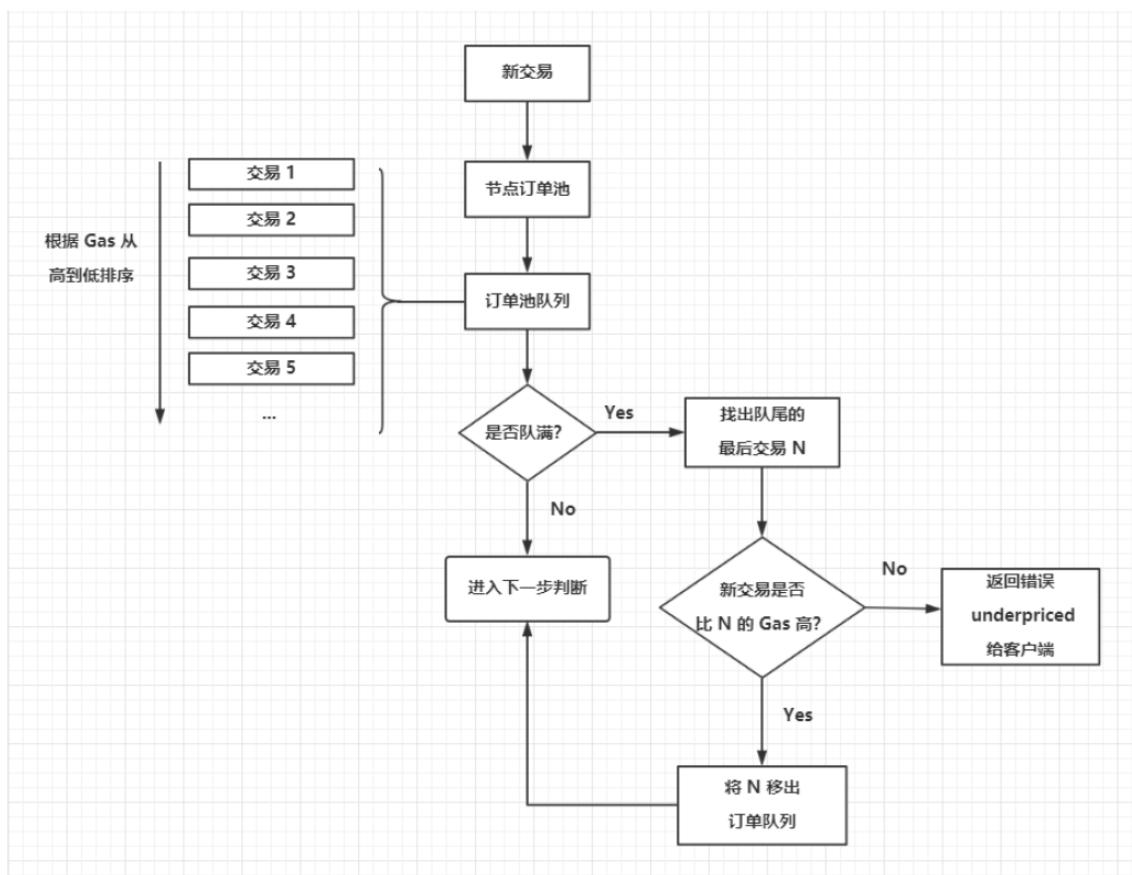 新交易
节点订单池
订单池队列
根据 Gas 从
高到低排序
交易 1
交易 2
交易 3
交易 4
交易 5
...
是否队满?
Yes
No
找出队尾的
最后交易 N
进入下一步判断
新交易是否
比 N 的 Gas 高?
No
返回错误
underpriced
给客户端
Yes
将 N 移出
订单队列